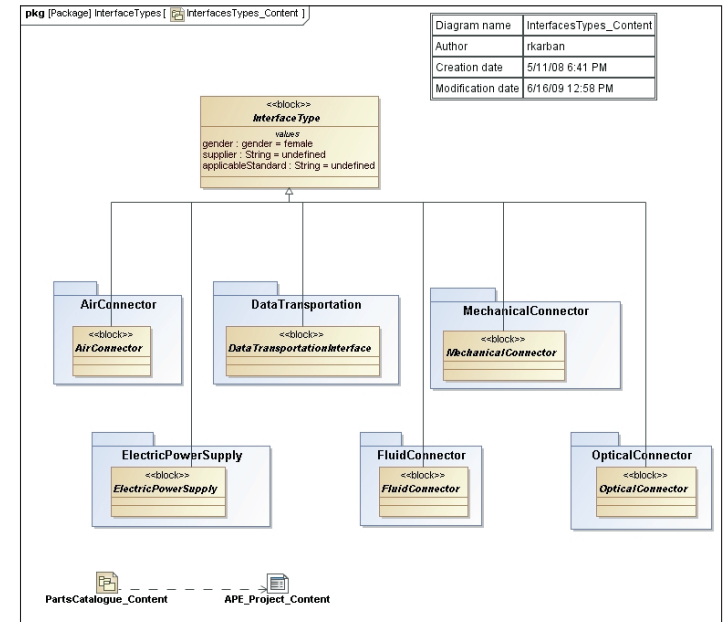 pkg [Package] InterfaceTypes [ InterfacesTypes_Content ]
Diagram name InterfacesTypes_Content
Author rkarban
Creation date 5/11/08 6:41 PM
Modification date 6/16/09 12:58 PM
<<block>>
InterfaceType
values
gender : gender = female
supplier : String = undefined
applicableStandard : String = undefined
AirConnector
<<block>>
AirConnector
DataTransportation
<<block>>
DataTransportationInterface
MechanicalConnector
<<block>>
MechanicalConnector
ElectricPowerSupply
<<block>>
ElectricPowerSupply
FluidConnector
<<block>>
FluidConnector
OpticalConnector
<<block>>
OpticalConnector
PartsCatalogue_Content
APE_Project_Content